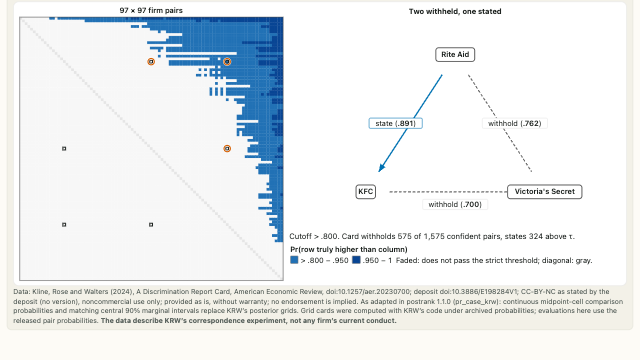 97 × 97 firm pairs
Two withheld, one stated
Rite Aid
state (.891)
withhold (.762)
KFC
Victoria's Secret
withhold (.700)
Cutoff > .800. Card withholds 575 of 1,575 confident pairs, states 324 above τ.
Pr(row truly higher than column)
> .800 – .950 .950 – 1 Faded: does not pass the strict threshold; diagonal: gray.
Data: Kline, Rose and Walters (2024), A Discrimination Report Card, American Economic Review, doi:10.1257/aer.20230700; deposit doi:10.3886/E198284V1; CC-BY-NC as stated by the
deposit (no version), noncommercial use only; provided as is, without warranty; no endorsement is implied. As adapted in postrank 1.1.0 (pr_case_krw): continuous midpoint-cell comparison
probabilities and matching central 90% marginal intervals replace KRW's posterior grids. Grid cards were computed with KRW's code under archived probabilities; evaluations here use the
released pair probabilities. The data describe KRW's correspondence experiment, not any firm's current conduct.